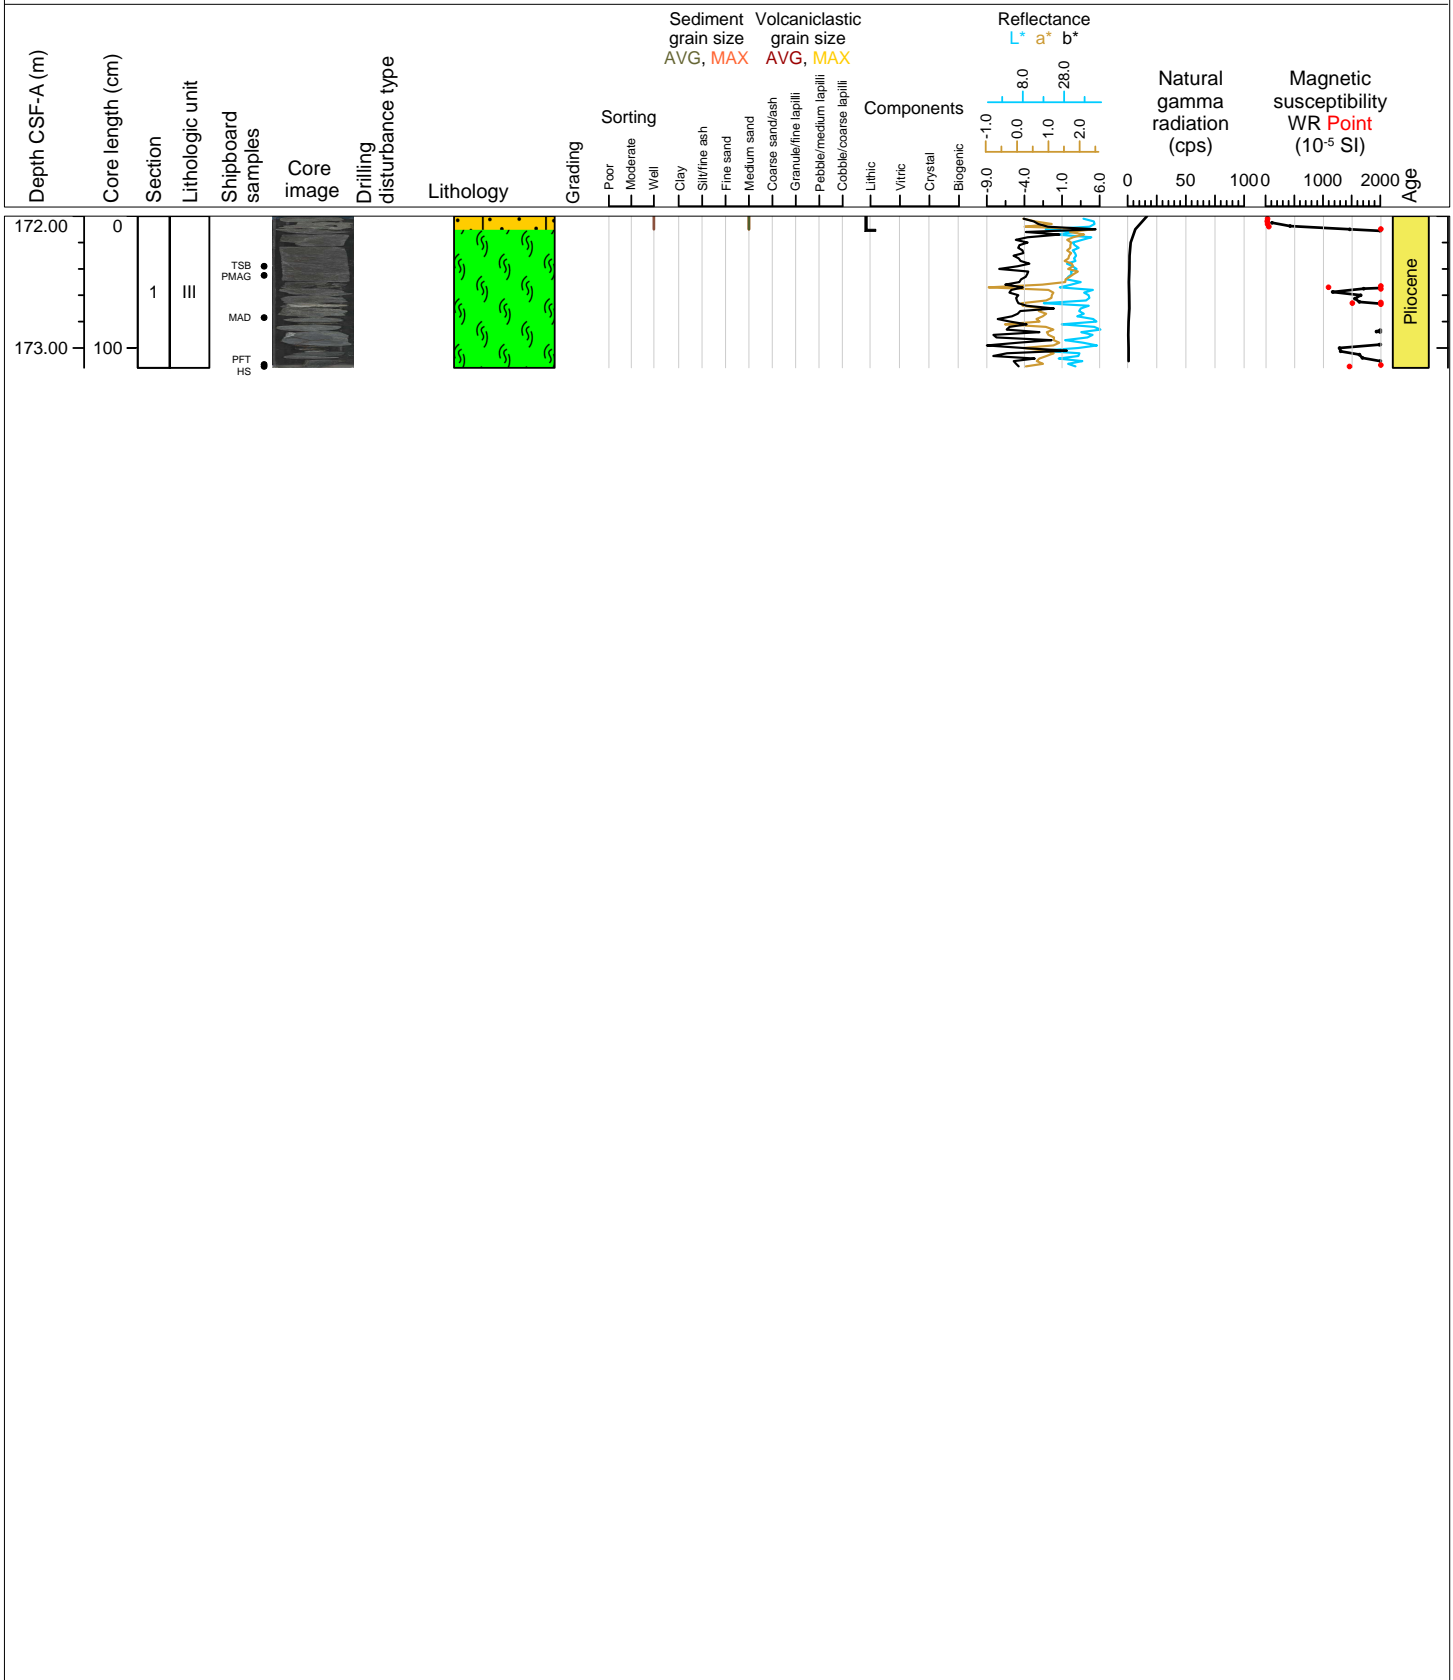 Depth CSF-A (m)
Core length (cm)
Section
Lithologic unit
Shipboard
samples
Core
image
Drilling
disturbance type
Lithology
Grading
Sorting
Poor
Moderate
Well
Sediment
grain size
AVG, MAX
Volcaniclastic
grain size
AVG, MAX
Clay
Silt/fine ash
Fine sand
Medium sand
Coarse sand/ash
Granule/fine lapilli
Pebble/medium lapilli
Cobble/coarse lapilli
Components
Lithic
Vitric
Crystal
Biogenic
Reflectance
L* a* b*
8.0 28.0
-1.0 0.0 1.0 2.0
-9.0 -4.0 1.0 6.0
Natural
gamma
radiation
(cps)
0 50 100
Magnetic
susceptibility
WR Point
(10-5 SI)
0 0 1000 2000
Age
172.00 0
TSB
PMAG
1 III
MAD
173.00 100
PFT
HS
L
Pliocene